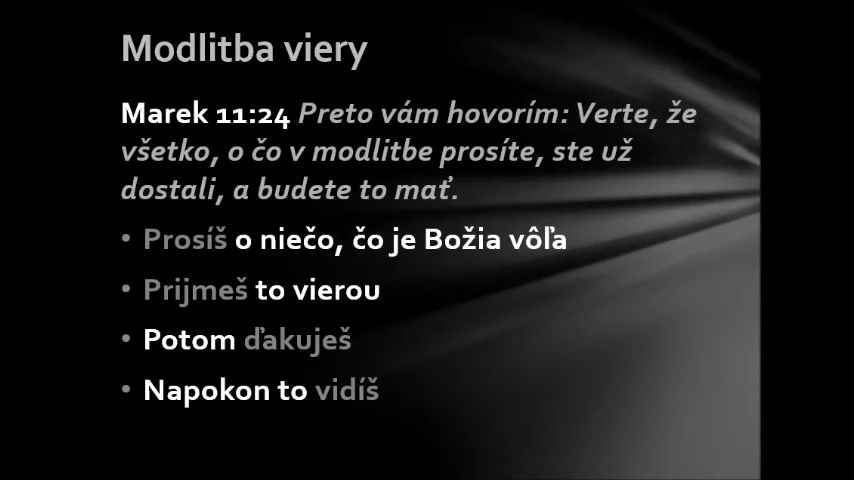 Modlitba viery
Marek 11:24 Preto vám hovorím: Verte, že
všetko, o čo v modlitbe prosíte, ste už
dostali, a budete to mať.
• Prosíš o niečo, čo je Božia vôľa
• Prijmeš to vierou
• Potom ďakuješ
• Napokon to vidíš